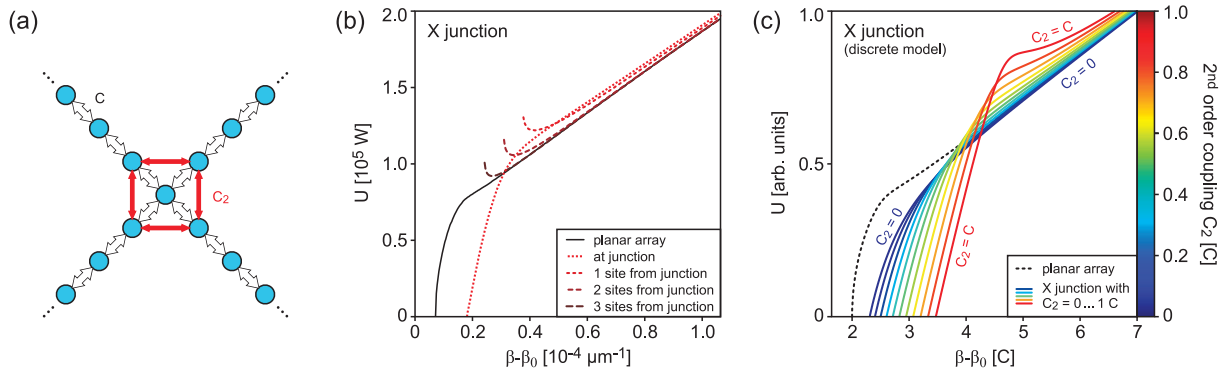 (a)
C
C₂
(b)
X junction
U [10⁵ W]
2.0
1.5
1.0
0.5
0
0
0.2
0.4
0.6
0.8
1.0
β-β₀ [10⁻⁴ µm⁻¹]
planar array
at junction
1 site from junction
2 sites from junction
3 sites from junction
(c)
X junction
(discrete model)
U [arb. units]
1.0
0.5
0
1
2
3
4
5
6
7
β-β₀ [C]
C₂ = C
C₂ = 0
C₂ = 0
C₂ = C
planar array
X junction with
C₂ = 0 ... 1 C
1.0
0.8
0.6
0.4
0.2
0
2ⁿᵈ order coupling C₂ [C]